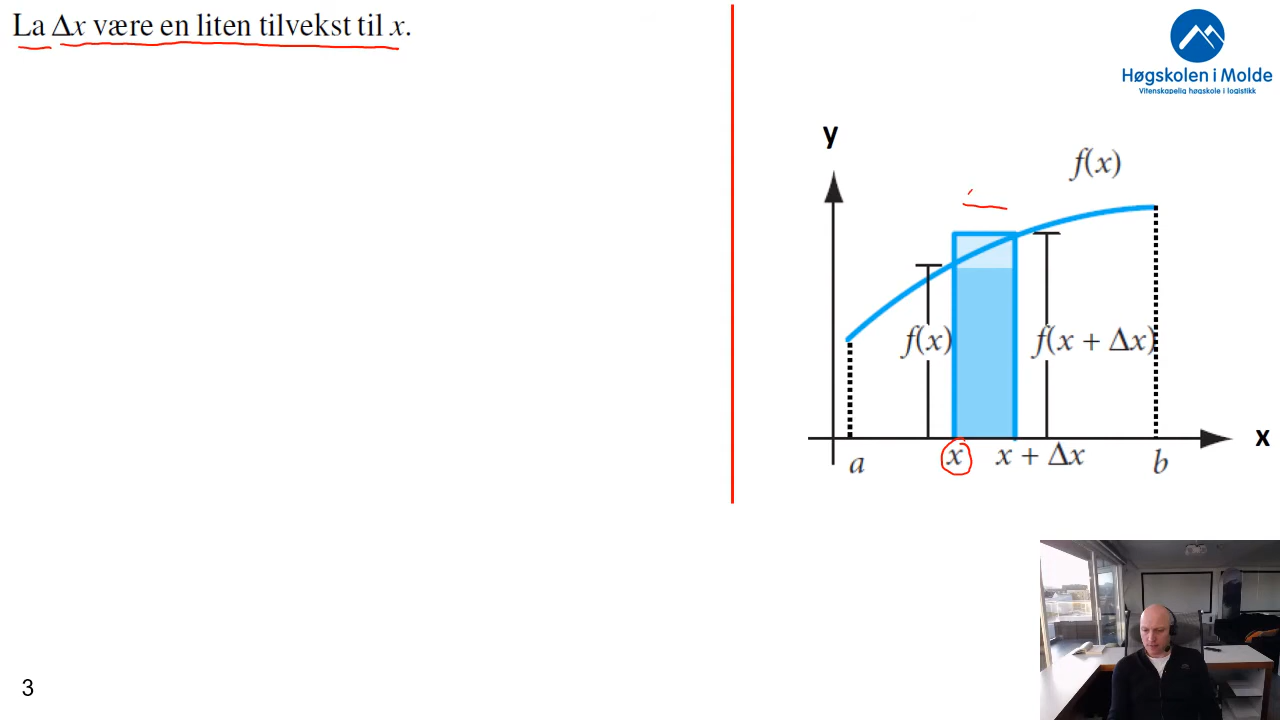 La Δx være en liten tilvekst til x.
Høgskolen i Molde
Vitenskapelig høgskole i logistikk
y
f(x)
f(x)
f(x + Δx)
x
a
x
x + Δx
b
3